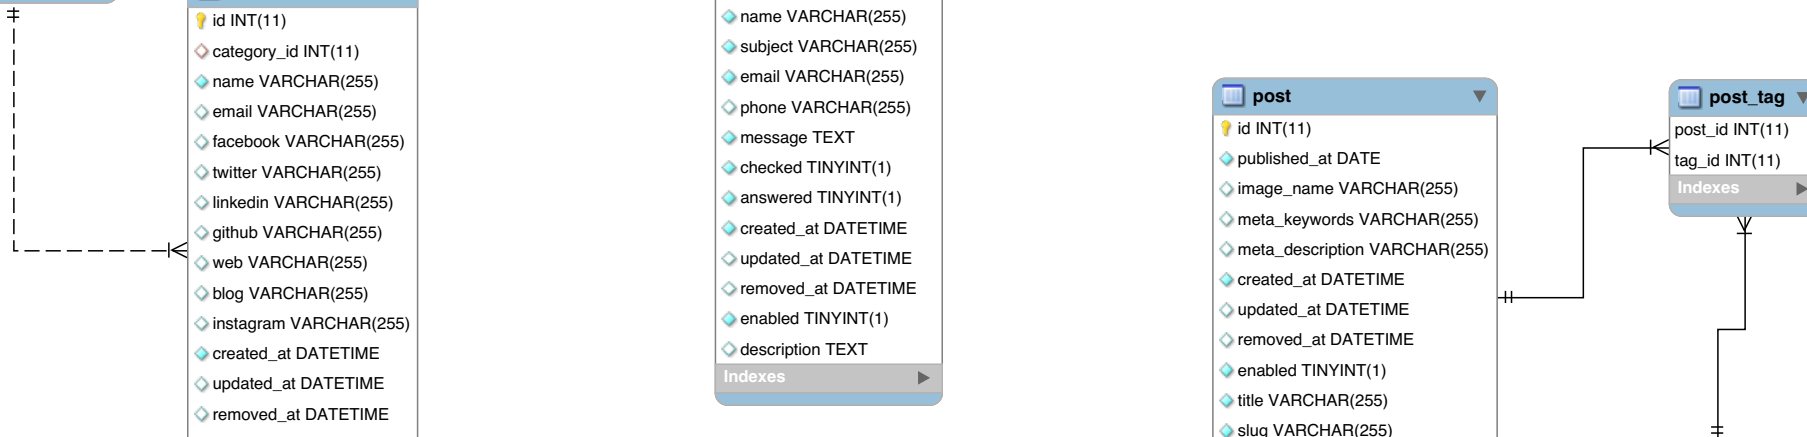 id INT(11)
category_id INT(11)
name VARCHAR(255)
email VARCHAR(255)
facebook VARCHAR(255)
twitter VARCHAR(255)
linkedin VARCHAR(255)
github VARCHAR(255)
web VARCHAR(255)
blog VARCHAR(255)
instagram VARCHAR(255)
created_at DATETIME
updated_at DATETIME
removed_at DATETIME
name VARCHAR(255)
subject VARCHAR(255)
email VARCHAR(255)
phone VARCHAR(255)
message TEXT
checked TINYINT(1)
answered TINYINT(1)
created_at DATETIME
updated_at DATETIME
removed_at DATETIME
enabled TINYINT(1)
description TEXT
Indexes
post
id INT(11)
published_at DATE
image_name VARCHAR(255)
meta_keywords VARCHAR(255)
meta_description VARCHAR(255)
created_at DATETIME
updated_at DATETIME
removed_at DATETIME
enabled TINYINT(1)
title VARCHAR(255)
slug VARCHAR(255)
post_tag
post_id INT(11)
tag_id INT(11)
Indexes